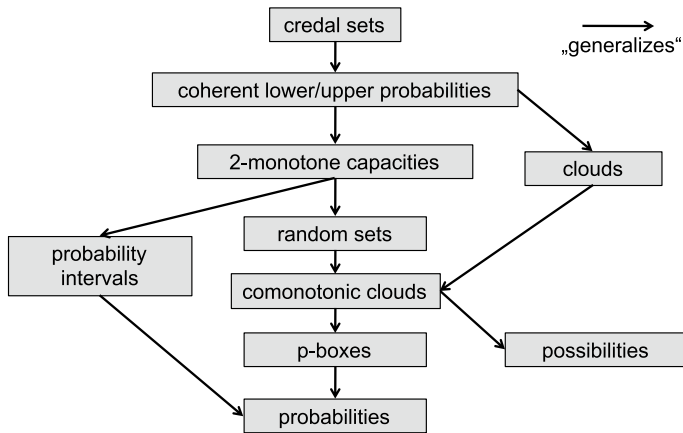 credal sets
„generalizes“
coherent lower/upper probabilities
2-monotone capacities
clouds
random sets
probability
intervals
comonotonic clouds
p-boxes
possibilities
probabilities